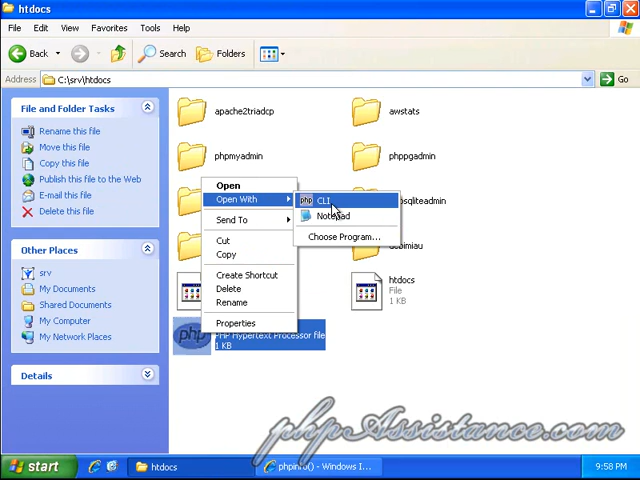 htdocs
File Edit View Favorites Tools Help
Back Search Folders
Address C:\srv\htdocs Go
File and Folder Tasks
Rename this file
Move this file
Copy this file
Publish this file to the Web
E-mail this file
Delete this file
Other Places
srv
My Documents
Shared Documents
My Computer
My Network Places
Details
apache2triadcp
awstats
phpmyadmin
phppgadmin
sqliteadmin
htdocs
File
1 KB
php
PHP Hypertext Processor file
1 KB
Open
Open With
Send To
Cut
Copy
Create Shortcut
Delete
Rename
Properties
php CLI
Notepad
Choose Program...
phpAssistance.com
start
htdocs
phpinfo() - Windows I...
9:58 PM